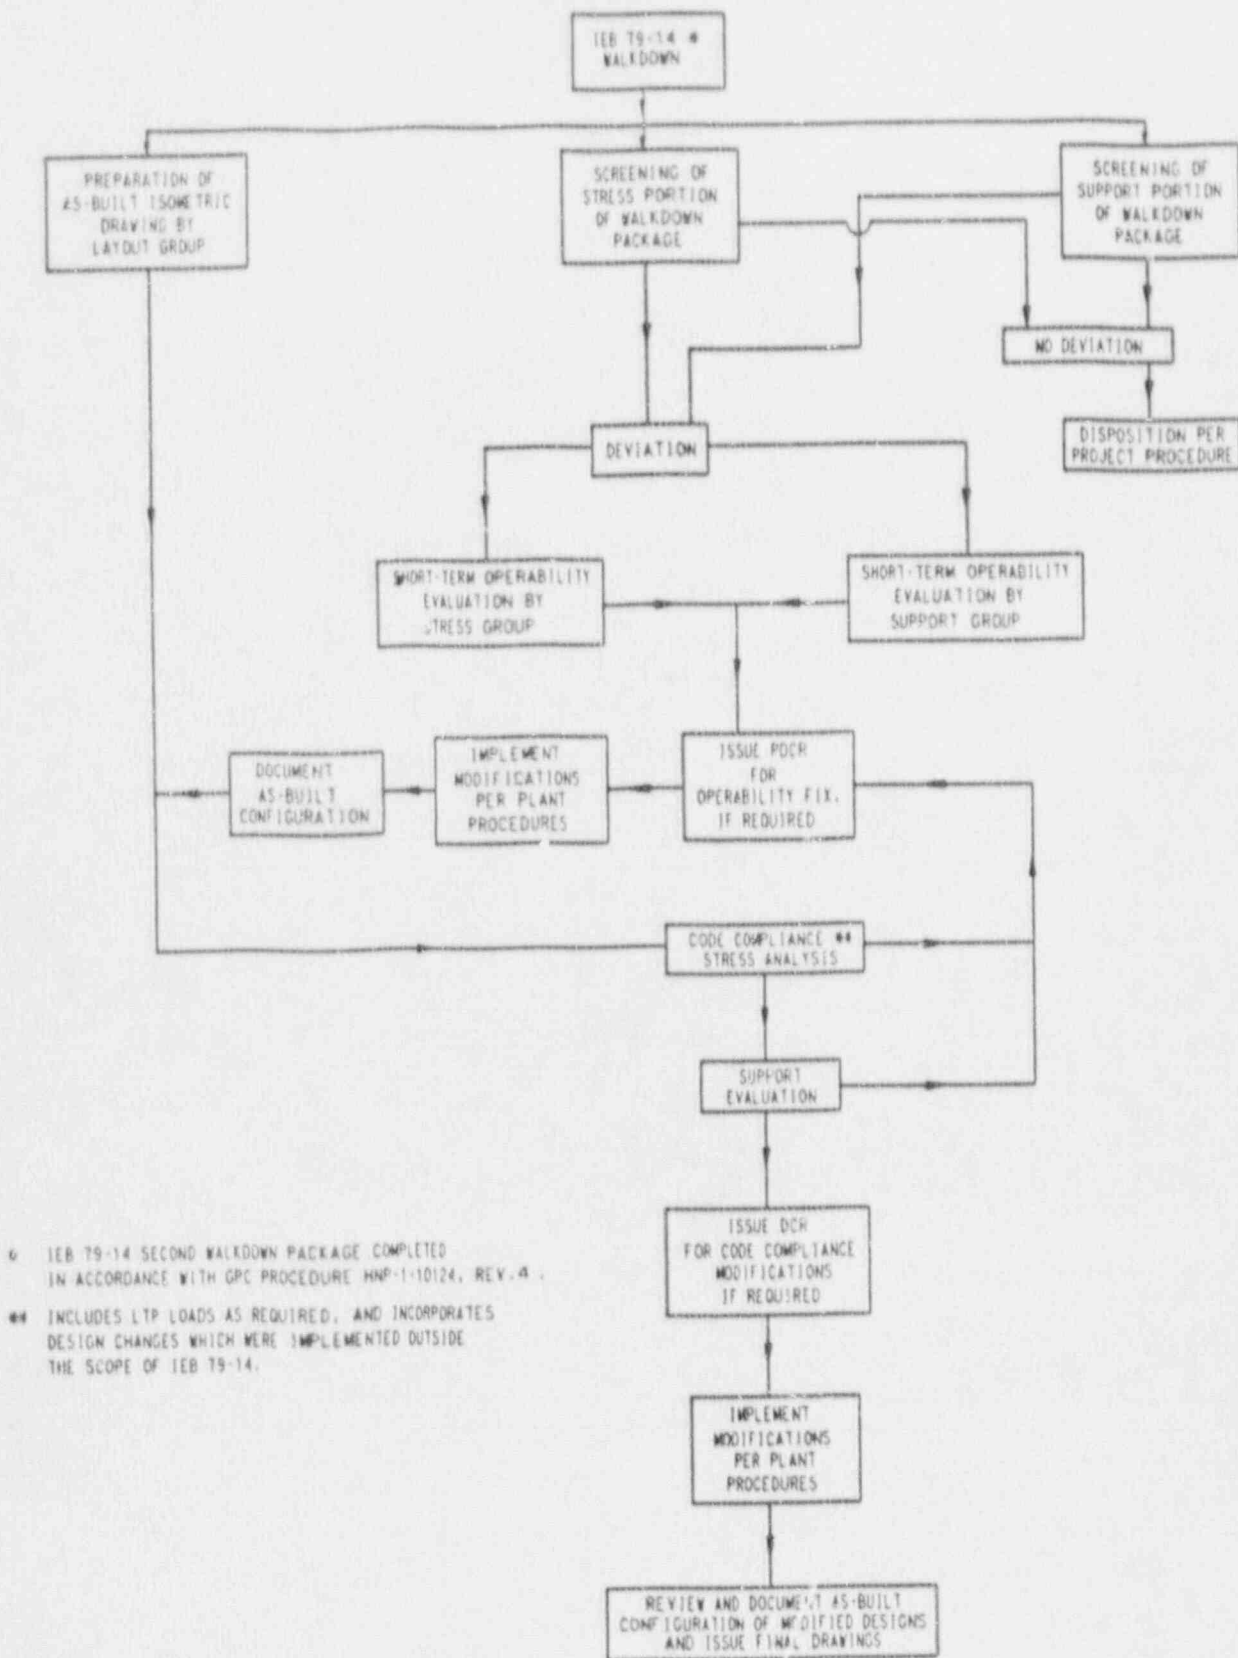 IEB 79-14 *
WALKDOWN
PREPARATION OF
AS-BUILT ISOMETRIC
DRAWING BY
LAYOUT GROUP
SCREENING OF
STRESS PORTION
OF WALKDOWN
PACKAGE
SCREENING OF
SUPPORT PORTION
OF WALKDOWN
PACKAGE
NO DEVIATION
DISPOSITION PER
PROJECT PROCEDURE
DEVIATION
SHORT-TERM OPERABILITY
EVALUATION BY
STRESS GROUP
SHORT-TERM OPERABILITY
EVALUATION BY
SUPPORT GROUP
DOCUMENT
AS-BUILT
CONFIGURATION
IMPLEMENT
MODIFICATIONS
PER PLANT
PROCEDURES
ISSUE PDCR
FOR
OPERABILITY FIX,
IF REQUIRED
CODE COMPLIANCE **
STRESS ANALYSIS
SUPPORT
EVALUATION
ISSUE DCR
FOR CODE COMPLIANCE
MODIFICATIONS
IF REQUIRED
* IEB 79-14 SECOND WALKDOWN PACKAGE COMPLETED
IN ACCORDANCE WITH GPC PROCEDURE HNP-1-10124, REV.4.
** INCLUDES LTP LOADS AS REQUIRED, AND INCORPORATES
DESIGN CHANGES WHICH WERE IMPLEMENTED OUTSIDE
THE SCOPE OF IEB 79-14.
IMPLEMENT
MODIFICATIONS
PER PLANT
PROCEDURES
REVIEW AND DOCUMENT AS-BUILT
CONFIGURATION OF MODIFIED DESIGNS
AND ISSUE FINAL DRAWINGS